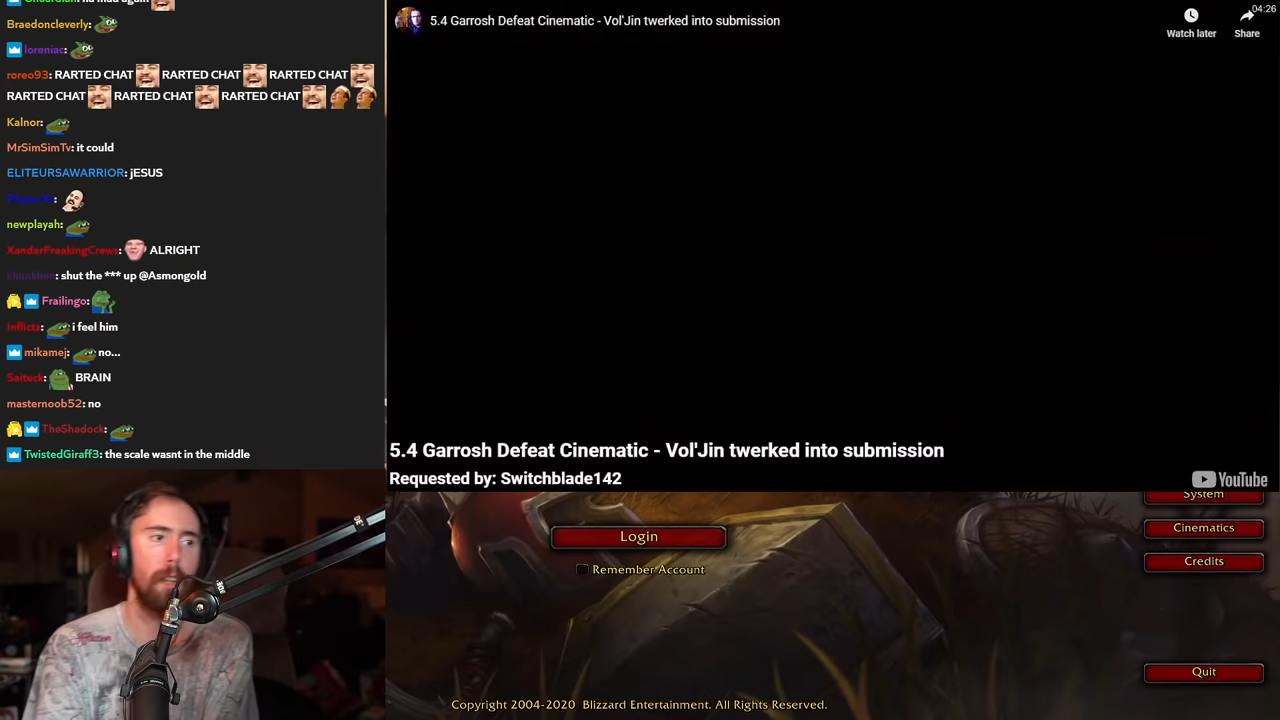 Braedoncleverly:
loreniac:
roreo93: RARTED CHAT RARTED CHAT RARTED CHAT
RARTED CHAT RARTED CHAT RARTED CHAT
Kalnor:
MrSimSimTv: it could
ELITEURSAWARRIOR: jESUS
newplayah:
XanderFreakingCrews: ALRIGHT
shut the *** up @Asmongold
Frailingo:
Inflictz: i feel him
mikamej: no...
Saiteck: BRAIN
masternoob52: no
TheShadock:
TwistedGiraff3: the scale wasnt in the middle
5.4 Garrosh Defeat Cinematic - Vol'Jin twerked into submission
04:26
Watch later
Share
5.4 Garrosh Defeat Cinematic - Vol'Jin twerked into submission
Requested by: Switchblade142
YouTube
System
Login
Cinematics
Remember Account
Credits
Quit
Copyright 2004-2020 Blizzard Entertainment. All Rights Reserved.